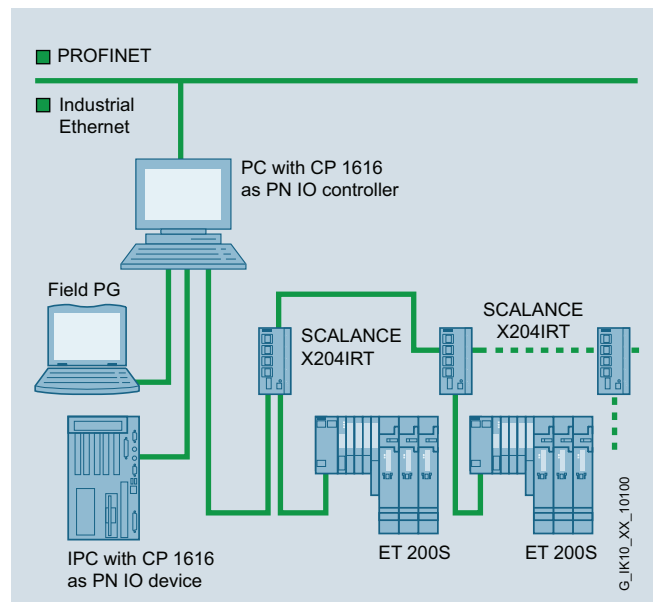 PROFINET
Industrial
Ethernet
PC with CP 1616
as PN IO controller
Field PG
SCALANCE
X204IRT
SCALANCE
X204IRT
IPC with CP 1616
as PN IO device
ET 200S
ET 200S
G_IK10_XX_10100